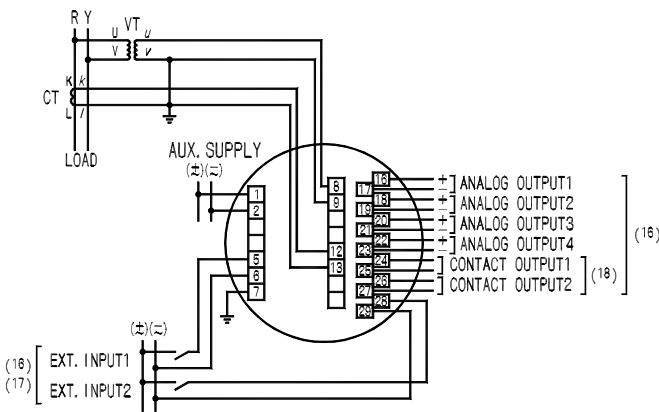 R Y
VT
U u
V v
K k
CT
L l
LOAD
AUX. SUPPLY
(±)(∓)
1
2
5
6
7
8
9
12
13
16
17
18
19
20
21
22
23
24
25
26
27
28
29
+
− ANALOG OUTPUT1
+
− ANALOG OUTPUT2
+
− ANALOG OUTPUT3
+
− ANALOG OUTPUT4
CONTACT OUTPUT1
CONTACT OUTPUT2
(18)
(16)
(±)(∓)
(16)
(17)
EXT. INPUT1
EXT. INPUT2